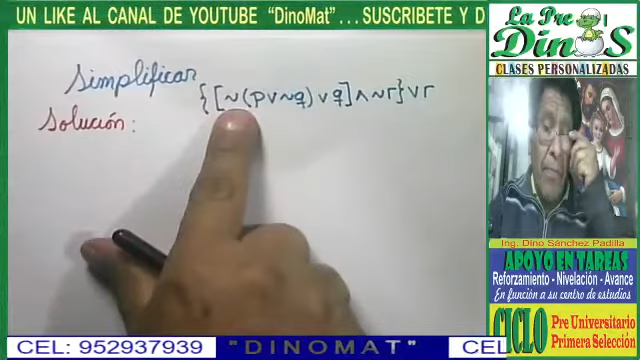 UN LIKE AL CANAL DE YOUTUBE "DinoMat"...SUSCRIBETE Y D
La Pre
DinoS
CLASES PERSONALIZADAS
Simplificar
{[~(p∨~q)∨q]∧~r}∨r
Solución:
Ing. Dino Sánchez Padilla
APOYO EN TAREAS
Reforzamiento - Nivelación - Avance
En función a su centro de estudios
CICLO Pre Universitario
Primera Selección
CEL: 952937939 "DINOMAT" CEL